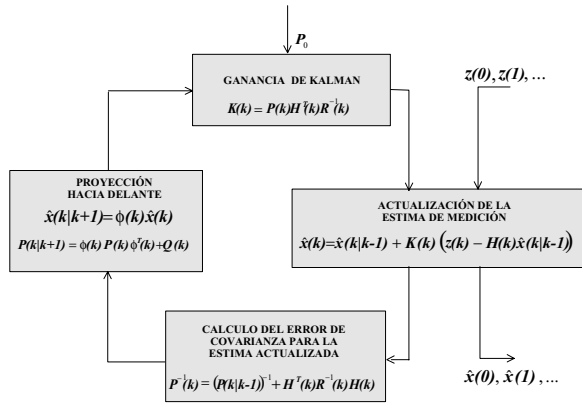 P₀
GANANCIA DE KALMAN
K(k) = P(k)Hᵀ(k)R⁻¹(k)
z(0), z(1), ...
PROYECCIÓN
HACIA DELANTE
x̂(k|k+1)= ϕ(k)x̂(k)
P(k|k+1) = ϕ(k) P(k) ϕᵀ(k)+Q(k)
ACTUALIZACIÓN DE LA
ESTIMA DE MEDICIÓN
x̂(k)=x̂(k|k-1) + K(k) (z(k) – H(k)x̂(k|k-1))
CALCULO DEL ERROR DE
COVARIANZA PARA LA
ESTIMA ACTUALIZADA
P⁻¹(k) = (P(k|k-1))⁻¹ + Hᵀ(k)R⁻¹(k)H(k)
x̂(0), x̂(1) , ...